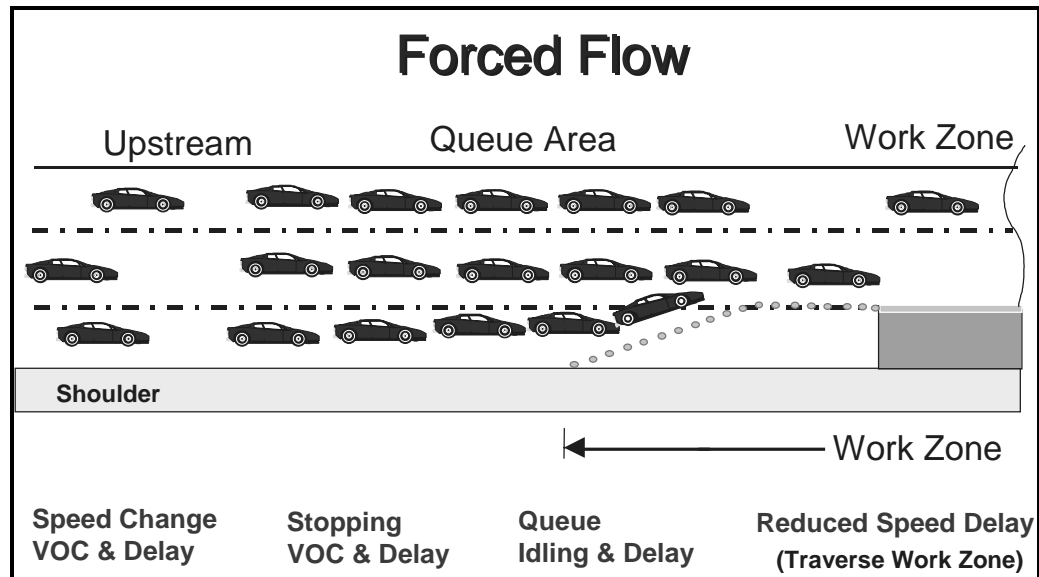 Forced Flow
Upstream
Queue Area
Work Zone
Shoulder
Work Zone
Speed Change
VOC & Delay
Stopping
VOC & Delay
Queue
Idling & Delay
Reduced Speed Delay
(Traverse Work Zone)